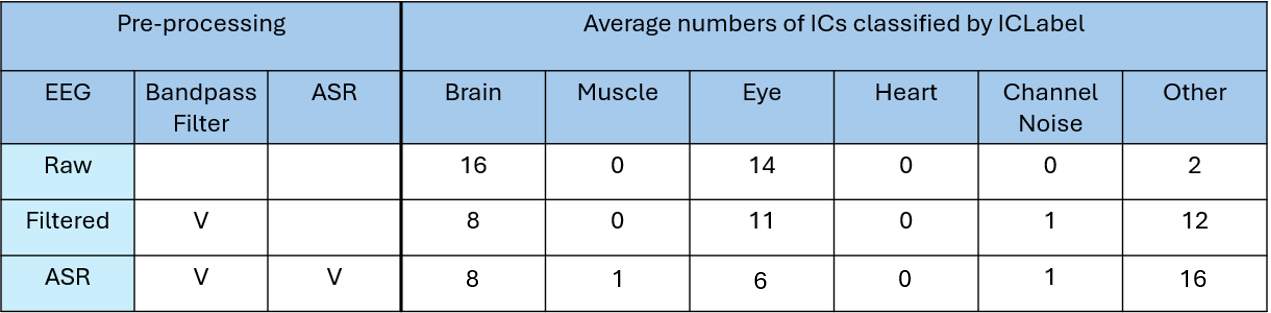 Pre-processing Average numbers of ICs classified by ICLabel
EEG Bandpass Filter ASR Brain Muscle Eye Heart Channel Noise Other
Raw 16 0 14 0 0 2
Filtered V 8 0 11 0 1 12
ASR V V 8 1 6 0 1 16